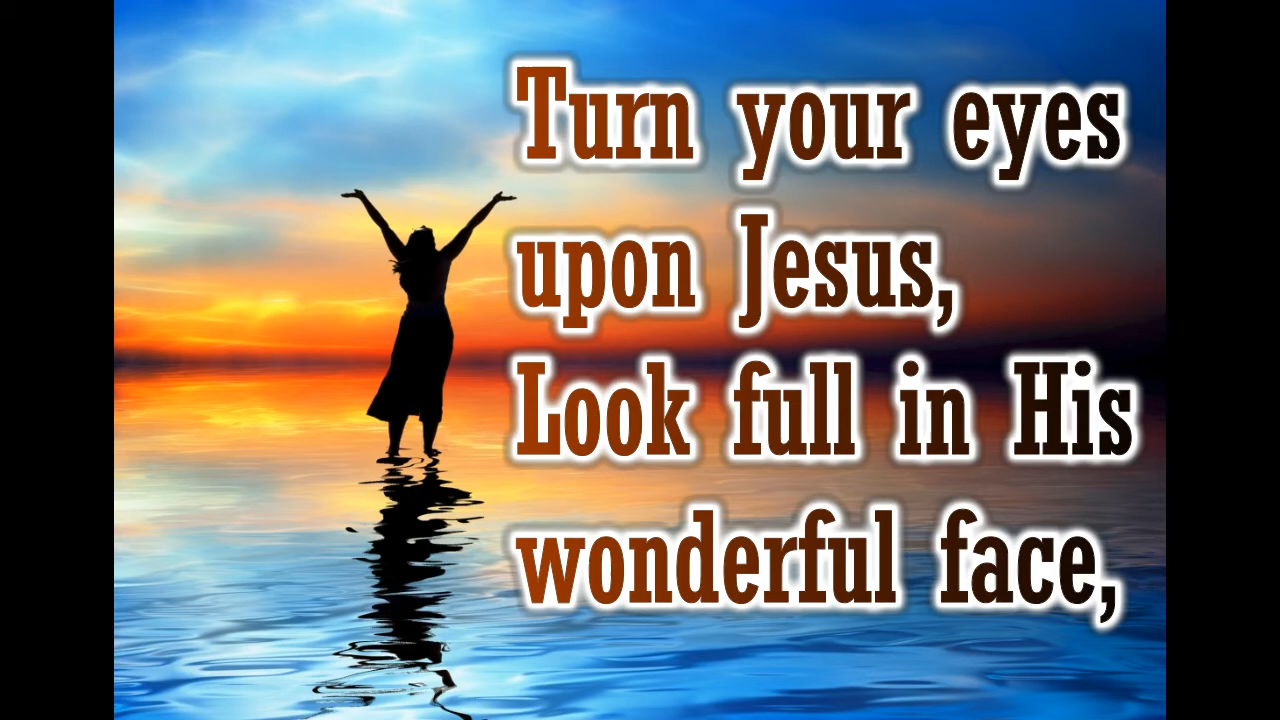 Turn your eyes
upon Jesus,
Look full in His
wonderful face,